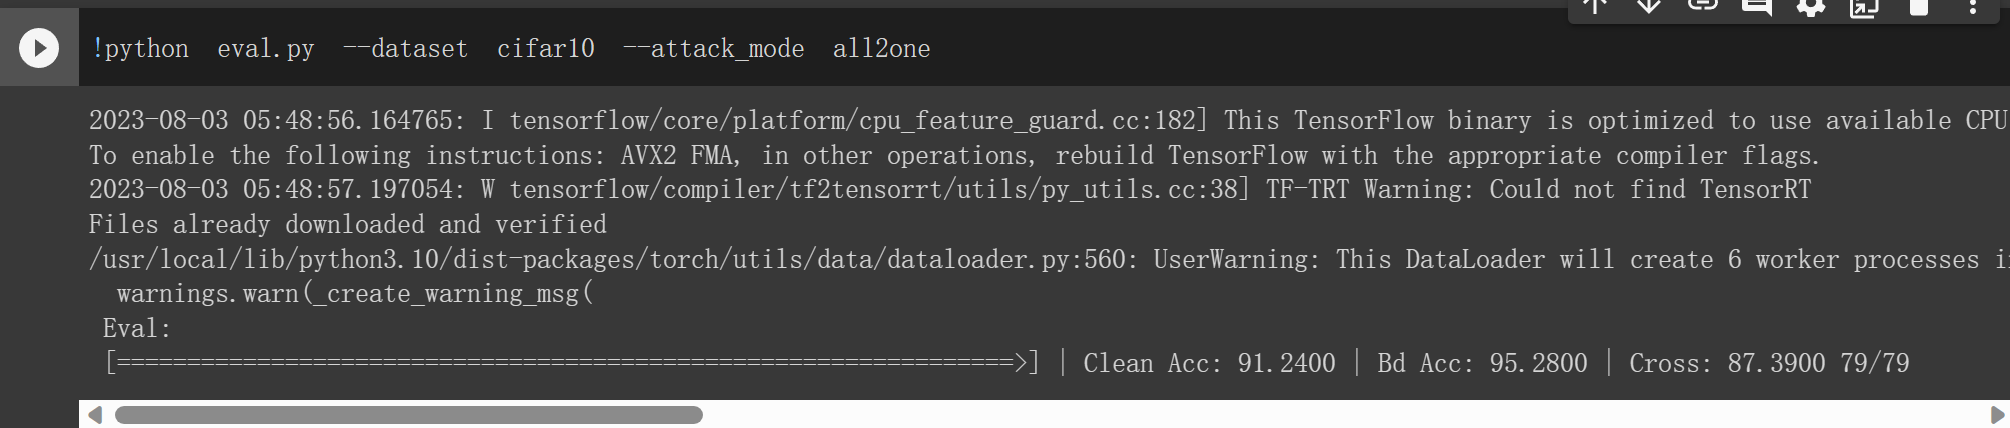 !python eval.py --dataset cifar10 --attack_mode all2one
2023-08-03 05:48:56.164765: I tensorflow/core/platform/cpu_feature_guard.cc:182] This TensorFlow binary is optimized to use available CPU
To enable the following instructions: AVX2 FMA, in other operations, rebuild TensorFlow with the appropriate compiler flags.
2023-08-03 05:48:57.197054: W tensorflow/compiler/tf2tensorrt/utils/py_utils.cc:38] TF-TRT Warning: Could not find TensorRT
Files already downloaded and verified
/usr/local/lib/python3.10/dist-packages/torch/utils/data/dataloader.py:560: UserWarning: This DataLoader will create 6 worker processes
warnings.warn(_create_warning_msg(
Eval:
[================================================================>] | Clean Acc: 91.2400 | Bd Acc: 95.2800 | Cross: 87.3900 79/79